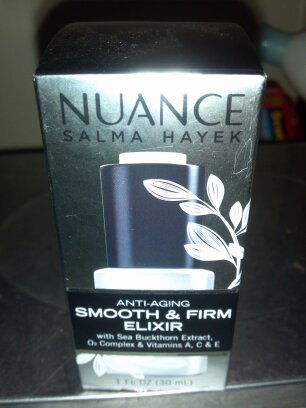 NUANCE
SALMA HAYEK
ANTI-AGING
SMOOTH & FIRM
ELIXIR
with Sea Buckthorn Extract,
O₂ Complex & Vitamins A, C & E
1 FL OZ (30 mL)